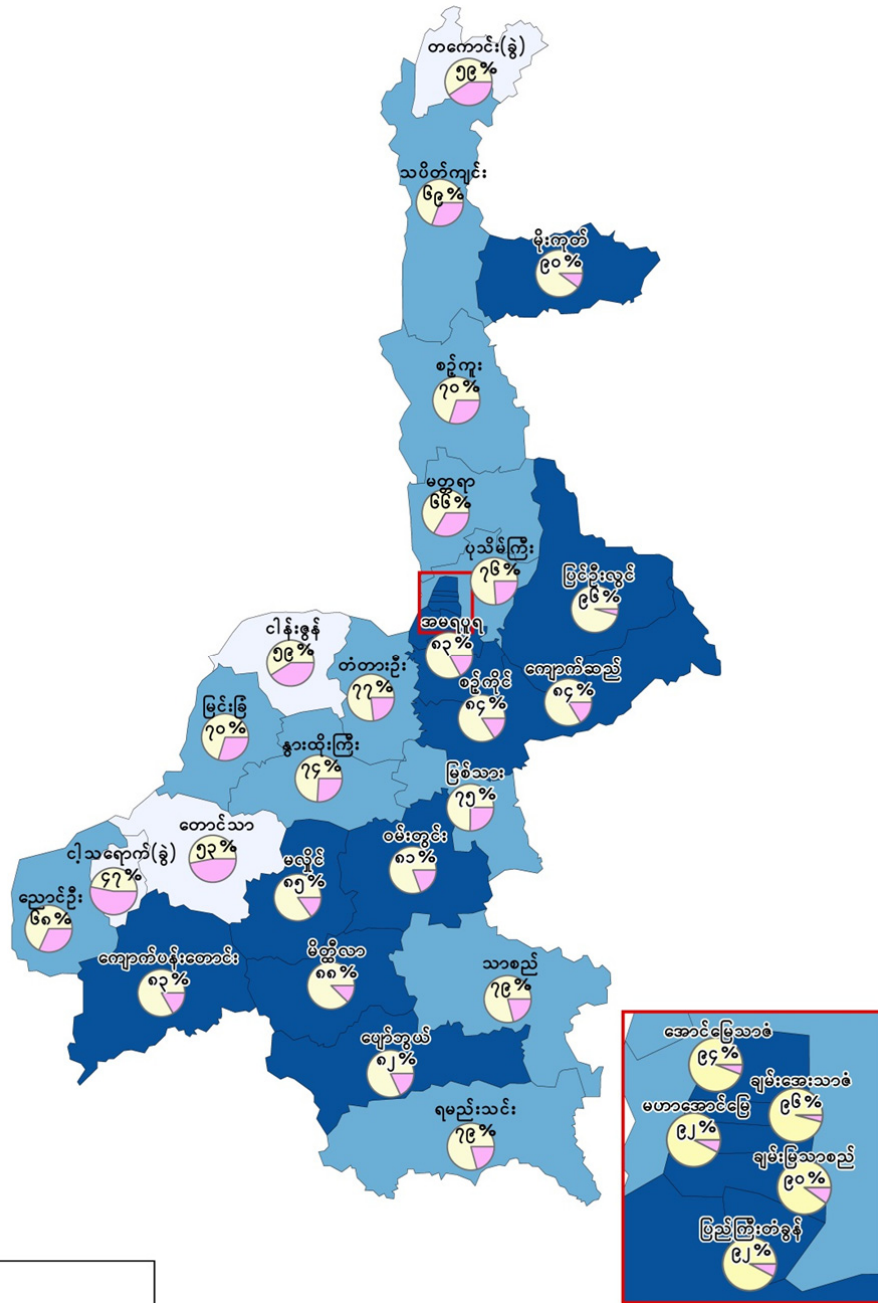 တကောင်း(ခွဲ)
၅၉%
သပိတ်ကျင်း
၆၉%
မိုးကုတ်
၉၀%
စဉ့်ကူး
၇၀%
မတ္တရာ
၆၆%
ပုသိမ်ကြီး
၇၆%
ပြင်ဦးလွင်
၉၆%
အမရပူရ
၈၃%
ငါန်းဇွန်
၅၉%
တံတားဦး
၇၇%
စဉ့်ကိုင်
၈၄%
ကျောက်ဆည်
၈၄%
မြင်းခြံ
၇၀%
နွားထိုးကြီး
၇၄%
မြစ်သား
၇၅%
တောင်သာ
၅၃%
ဝမ်းတွင်း
၈၁%
ငါ့သရောက်(ခွဲ)
၄၇%
မလှိုင်
၈၅%
ညောင်ဦး
၆၈%
ကျောက်ပန်းတောင်း
၈၃%
မိတ္ထီလာ
၈၈%
သာစည်
၇၉%
ပျော်ဘွယ်
၈၂%
ရမည်းသင်း
၇၉%
အောင်မြေသာဇံ
၉၄%
ချမ်းအေးသာဇံ
၉၆%
မဟာအောင်မြေ
၉၂%
ချမ်းမြသာစည်
၉၀%
ပြည်ကြီးတံခွန်
၉၂%